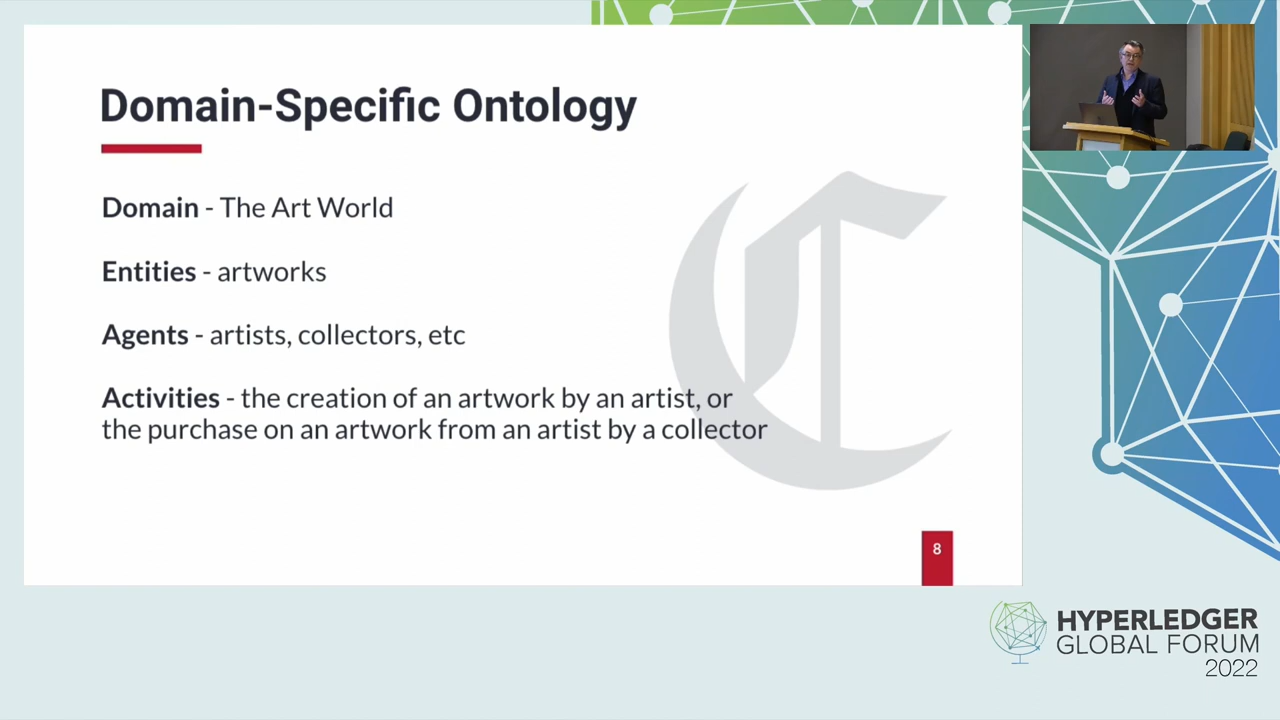 Domain-Specific Ontology
Domain - The Art World
Entities - artworks
Agents - artists, collectors, etc
Activities - the creation of an artwork by an artist, or
the purchase on an artwork from an artist by a collector
8
HYPERLEDGER
GLOBAL FORUM
2022